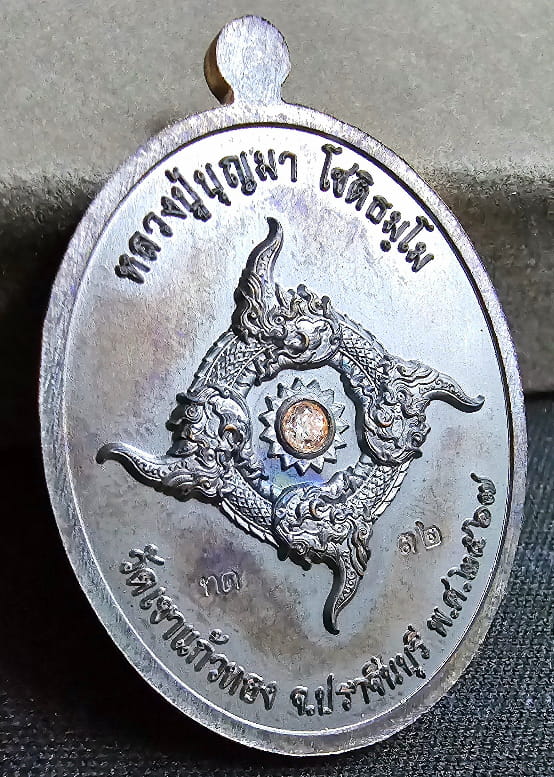 หลวงปู่บุญมา โชติธมฺโม
๓๒
กด
วัดเขาแก้วทอง จ.ปราจีนบุรี พ.ศ.๒๕๖๗